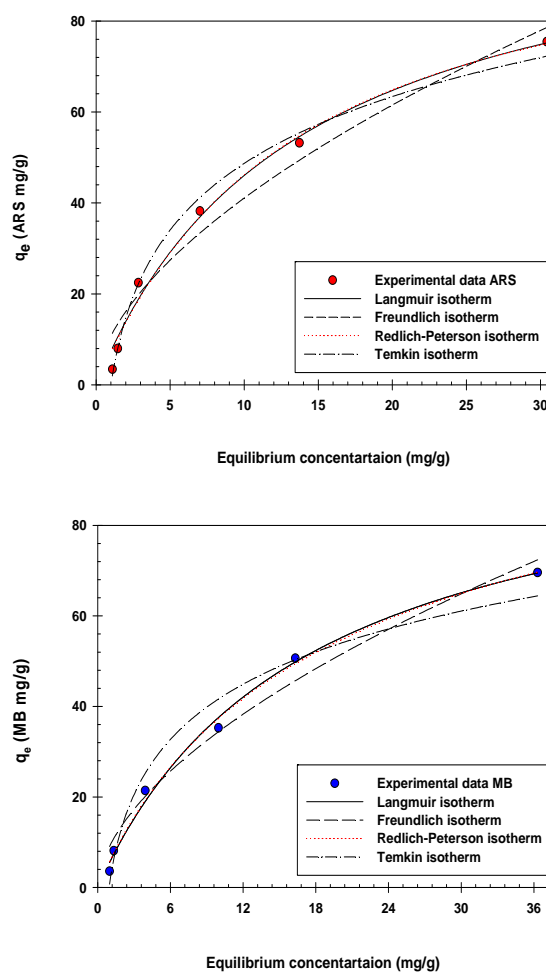 80
60
40
20
0
qe (ARS mg/g)
Experimental data ARS
Langmuir isotherm
Freundlich isotherm
Redlich-Peterson isotherm
Temkin isotherm
0 5 10 15 20 25 30
Equilibrium concentartaion (mg/g)
80
60
40
20
0
qe (MB mg/g)
Experimental data MB
Langmuir isotherm
Freundlich isotherm
Redlich-Peterson isotherm
Temkin isotherm
0 6 12 18 24 30 36
Equilibrium concentartaion (mg/g)